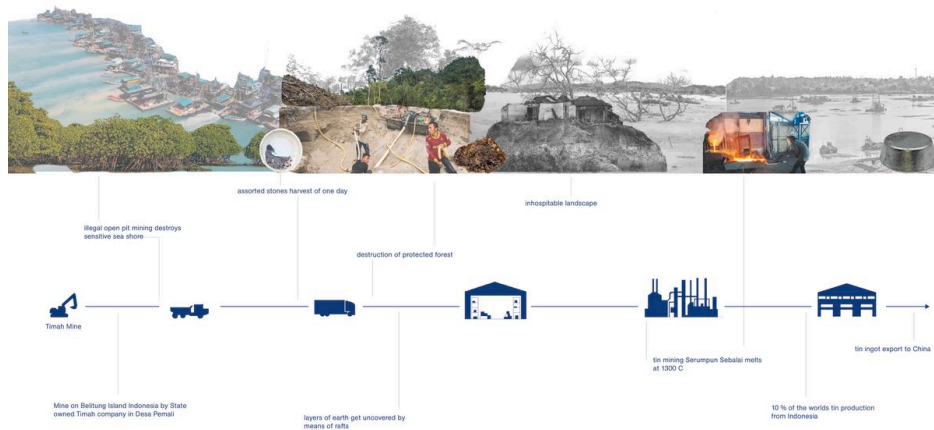 assorted stones harvest of one day
inhospitable landscape
illegal open pit mining destroys
sensitive sea shore
destruction of protected forest
Timah Mine
tin ingot export to China
tin mining Serumpun Sebalai melts
at 1300 C
Mine on Belitung Island Indonesia by State
owned Timah company in Desa Pemali
10 % of the worlds tin production
from Indonesia
layers of earth get uncovered by
means of rafts